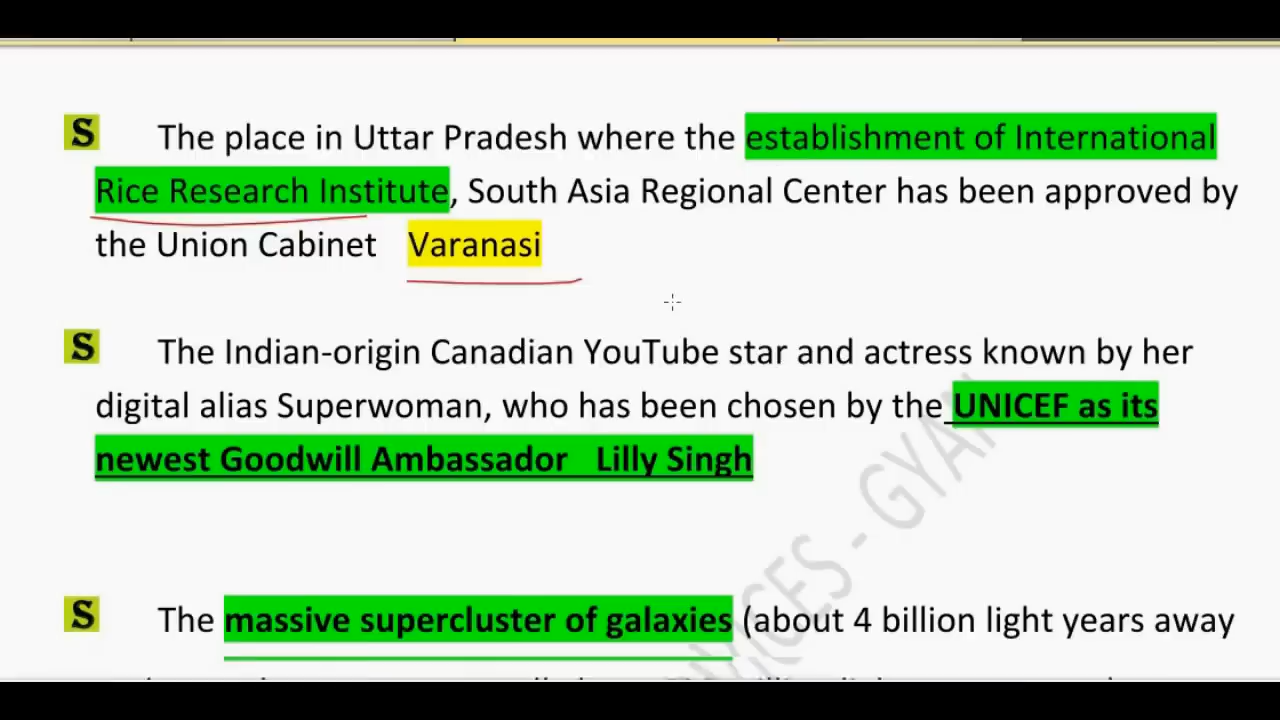 S The place in Uttar Pradesh where the establishment of International
Rice Research Institute, South Asia Regional Center has been approved by
the Union Cabinet Varanasi
S The Indian-origin Canadian YouTube star and actress known by her
digital alias Superwoman, who has been chosen by the UNICEF as its
newest Goodwill Ambassador Lilly Singh
S The massive supercluster of galaxies (about 4 billion light years away
- GYAN